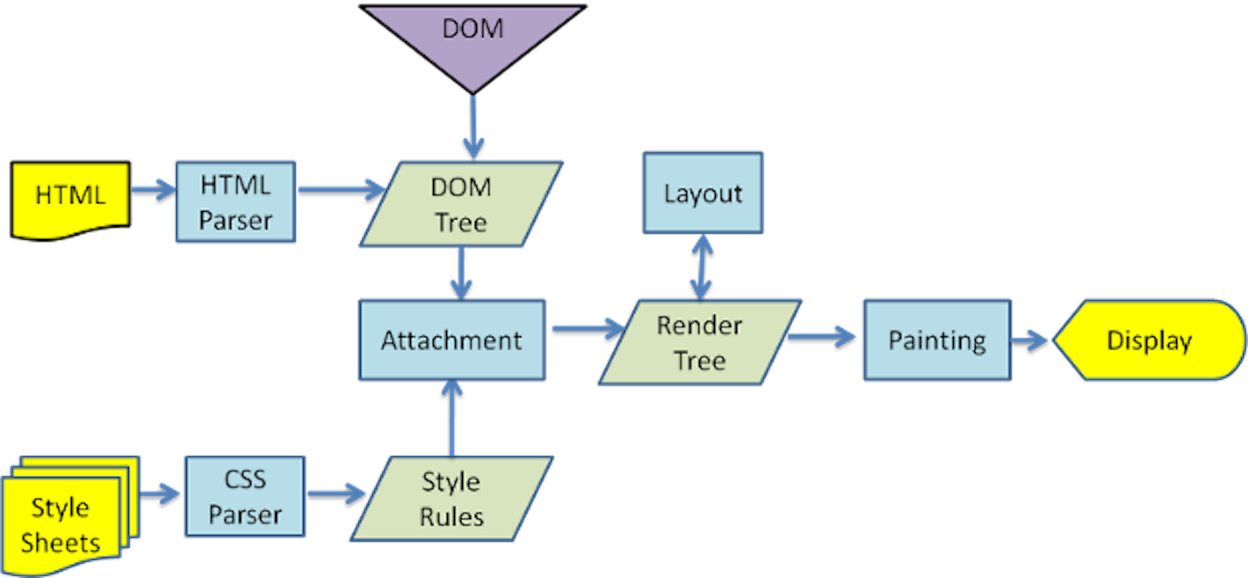 DOM
HTML
HTML
Parser
DOM
Tree
Layout
Attachment
Render
Tree
Painting
Display
Style
Sheets
CSS
Parser
Style
Rules